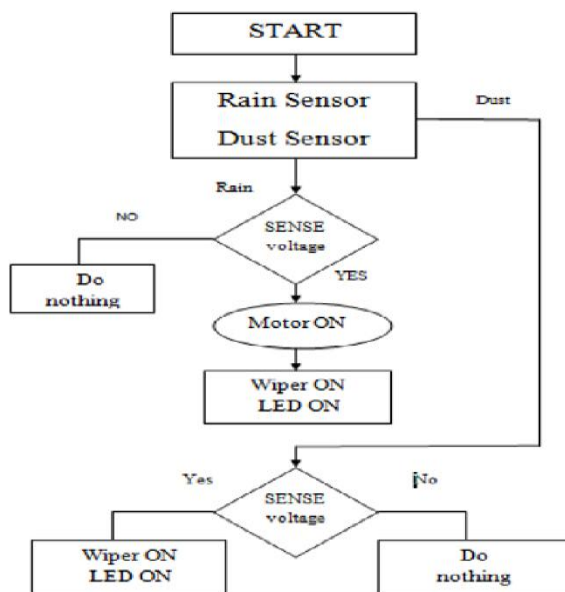 START
Rain Sensor
Dust
Dust Sensor
Rain
NO
SENSE
voltage
YES
Do
nothing
Motor ON
Wiper ON
LED ON
Yes
No
SENSE
voltage
Wiper ON
LED ON
Do
nothing